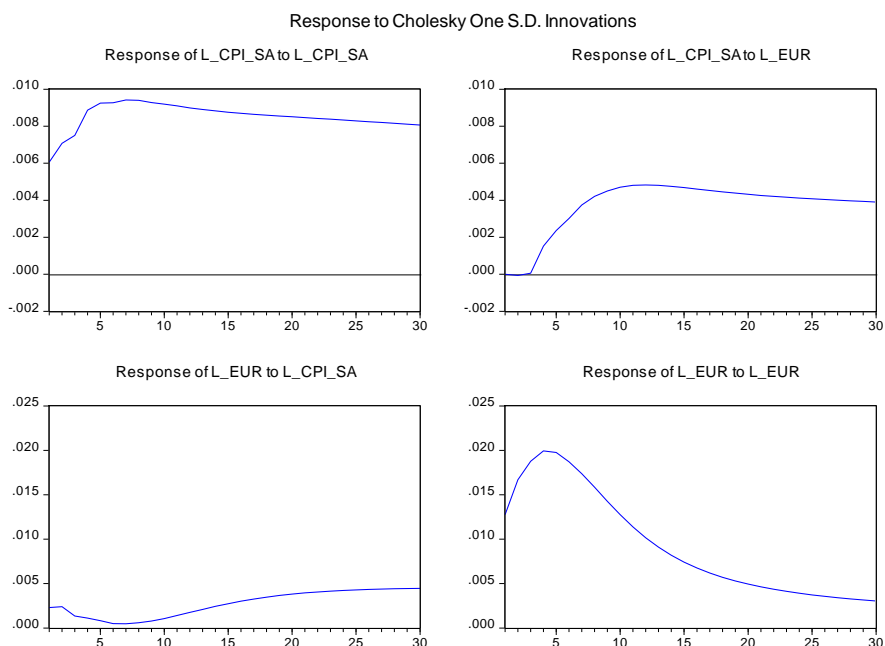 Response to Cholesky One S.D. Innovations
Response of L_CPI_SA to L_CPI_SA
.010
.008
.006
.004
.002
.000
-.002
5 10 15 20 25 30
Response of L_CPI_SA to L_EUR
.010
.008
.006
.004
.002
.000
-.002
5 10 15 20 25 30
Response of L_EUR to L_CPI_SA
.025
.020
.015
.010
.005
.000
5 10 15 20 25 30
Response of L_EUR to L_EUR
.025
.020
.015
.010
.005
.000
5 10 15 20 25 30